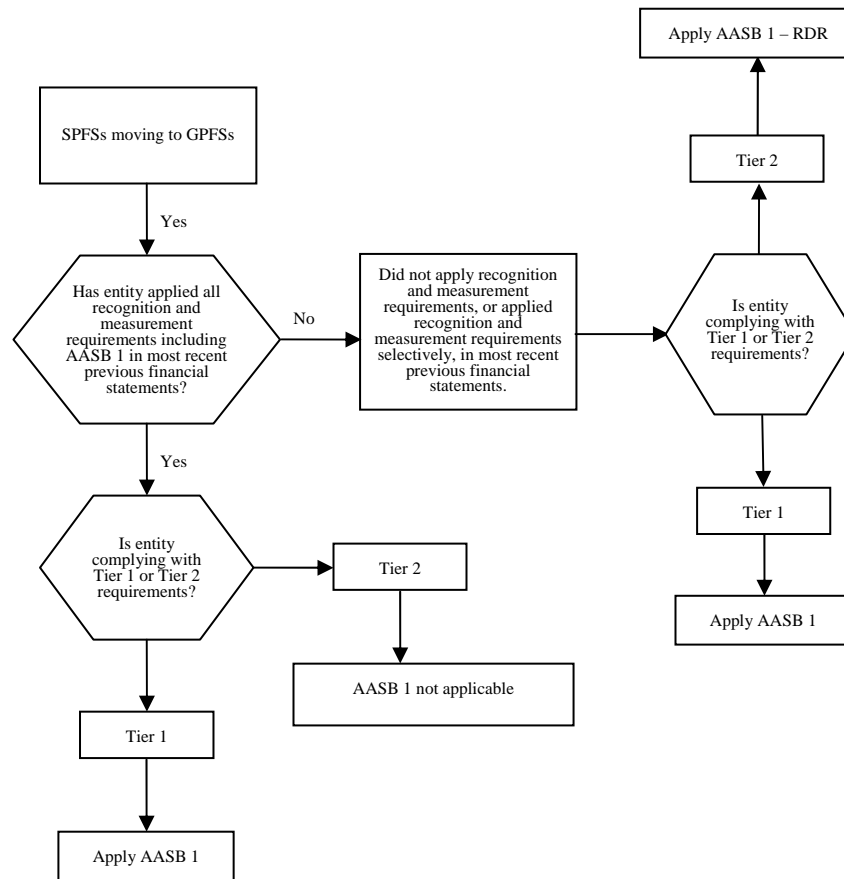 Apply AASB 1 – RDR
SPFSs moving to GPFSs
Tier 2
Yes
Has entity applied all
recognition and
measurement
requirements including
AASB 1 in most recent
previous financial
statements?
No
Did not apply recognition
and measurement
requirements, or applied
recognition and
measurement requirements
selectively, in most recent
previous financial
statements.
Is entity
complying with
Tier 1 or Tier 2
requirements?
Yes
Tier 1
Is entity
complying with
Tier 1 or Tier 2
requirements?
Tier 2
Apply AASB 1
AASB 1 not applicable
Tier 1
Apply AASB 1